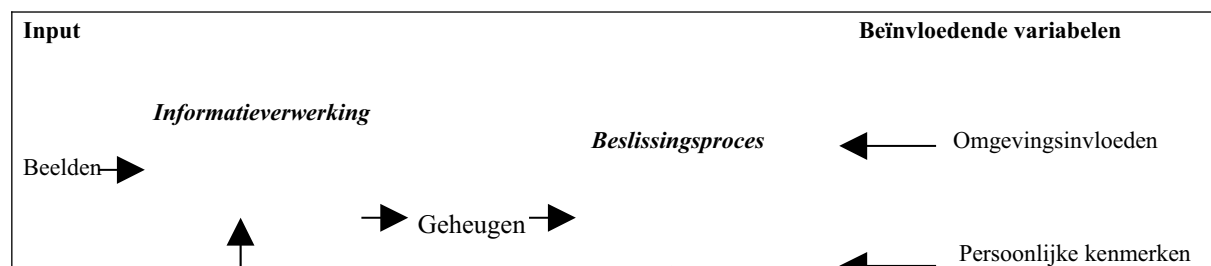 Input Beïnvloedende variabelen
Informatieverwerking
Beslissingsproces Omgevingsinvloeden
Beelden
Geheugen
Persoonlijke kenmerken